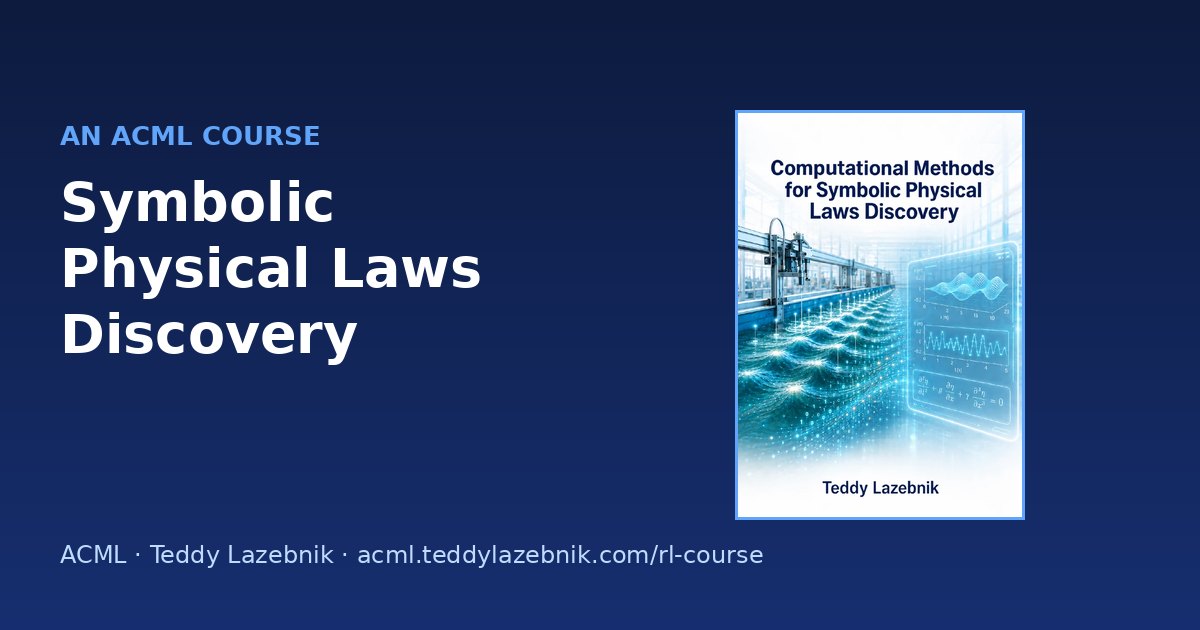 AN ACML COURSE
Symbolic
Physical Laws
Discovery
Computational Methods
for Symbolic Physical
Laws Discovery
Teddy Lazebnik
ACML · Teddy Lazebnik · acml.teddylazebnik.com/rl-course